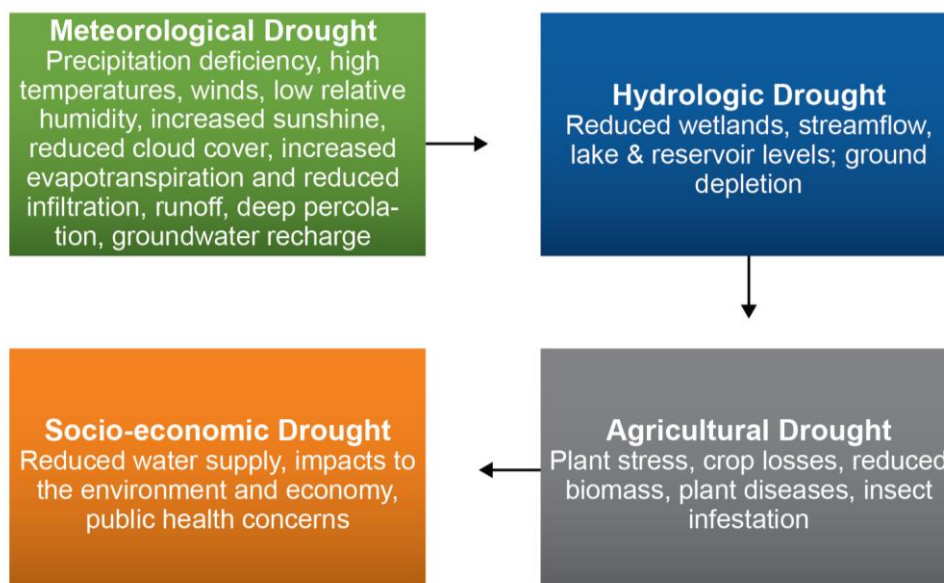 Meteorological Drought
Precipitation deficiency, high
temperatures, winds, low relative
humidity, increased sunshine,
reduced cloud cover, increased
evapotranspiration and reduced
infiltration, runoff, deep percola-
tion, groundwater recharge
Hydrologic Drought
Reduced wetlands, streamflow,
lake & reservoir levels; ground
depletion
Socio-economic Drought
Reduced water supply, impacts to
the environment and economy,
public health concerns
Agricultural Drought
Plant stress, crop losses, reduced
biomass, plant diseases, insect
infestation